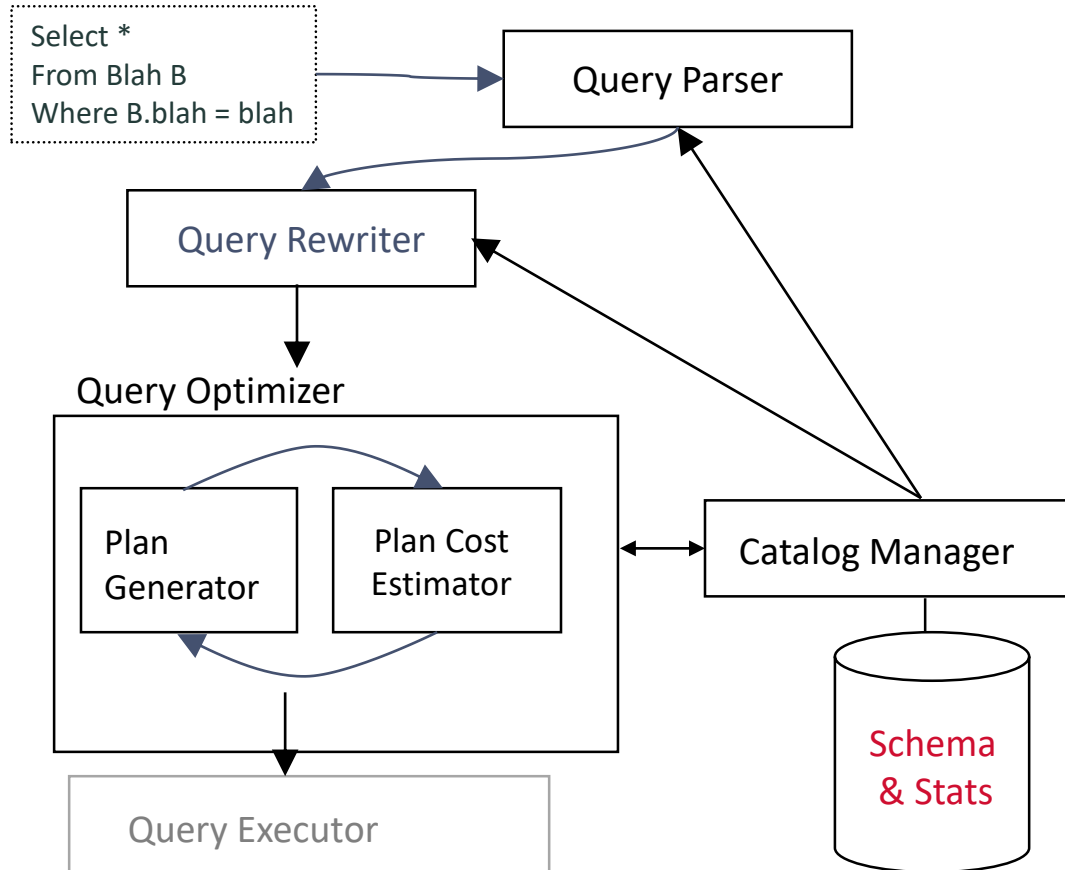 Select *
From Blah B
Where B.blah = blah
Query Parser
Query Rewriter
Query Optimizer
Plan
Generator
Plan Cost
Estimator
Catalog Manager
Schema
& Stats
Query Executor